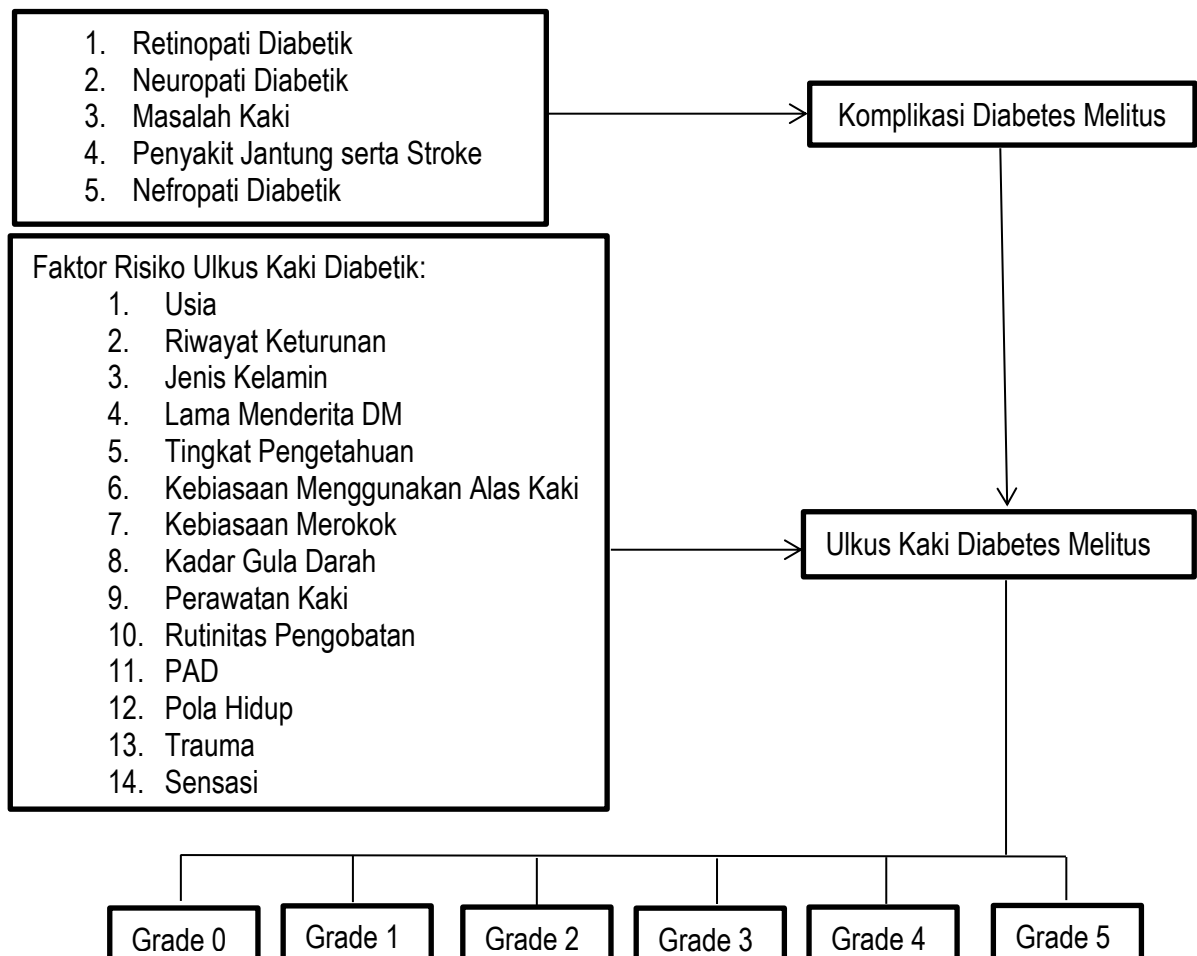 1. Retinopati Diabetik
2. Neuropati Diabetik
3. Masalah Kaki
4. Penyakit Jantung serta Stroke
5. Nefropati Diabetik
Komplikasi Diabetes Melitus
Faktor Risiko Ulkus Kaki Diabetik:
1. Usia
2. Riwayat Keturunan
3. Jenis Kelamin
4. Lama Menderita DM
5. Tingkat Pengetahuan
6. Kebiasaan Menggunakan Alas Kaki
7. Kebiasaan Merokok
8. Kadar Gula Darah
9. Perawatan Kaki
10. Rutinitas Pengobatan
11. PAD
12. Pola Hidup
13. Trauma
14. Sensasi
Ulkus Kaki Diabetes Melitus
Grade 0
Grade 1
Grade 2
Grade 3
Grade 4
Grade 5